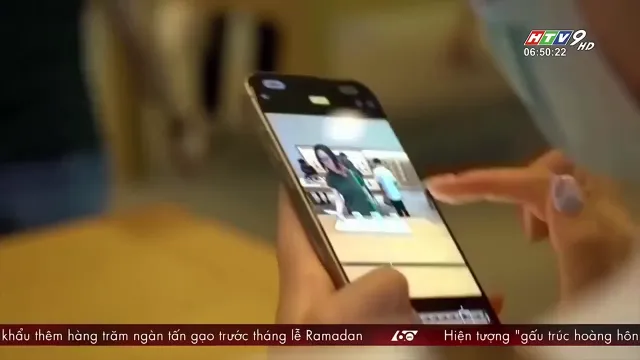 HTV9 HD
06:50:22
khẩu thêm hàng trăm ngàn tấn gạo trước tháng lễ Ramadan 60 Hiện tượng "gấu trúc hoàng hôn